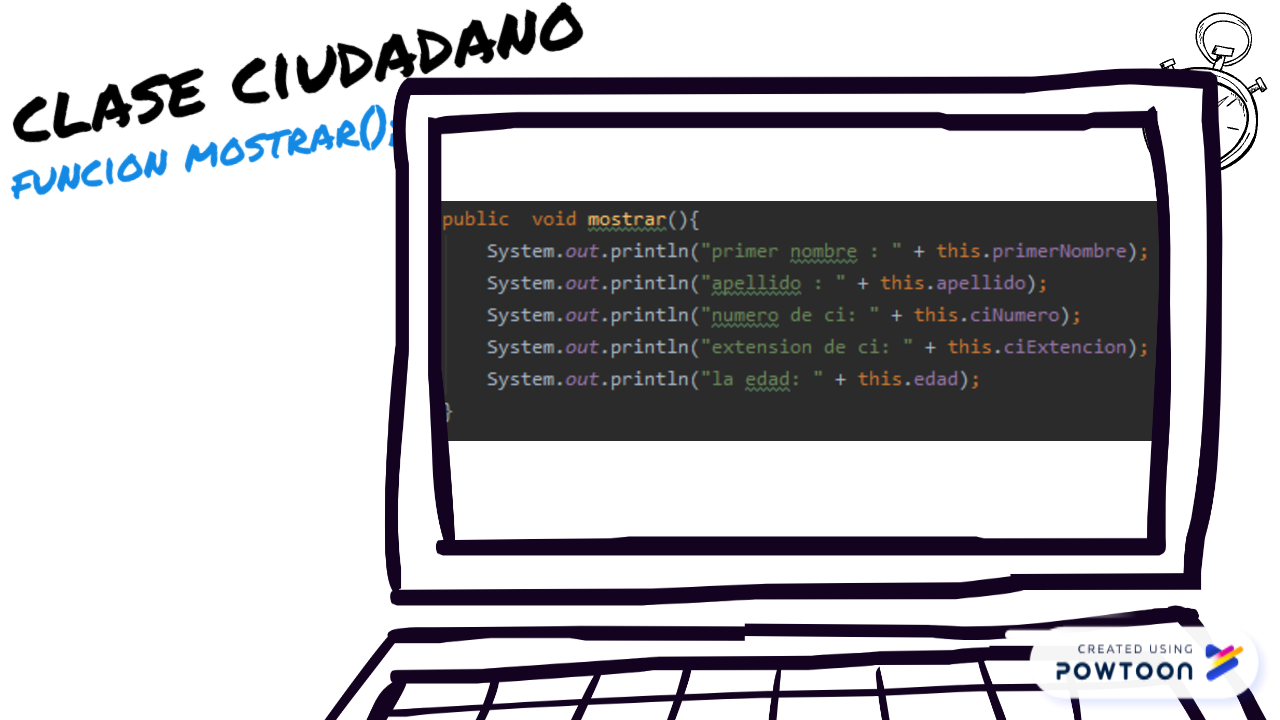 CLASE CIUDADANO
FUNCION MOSTRAR();
public  void mostrar(){
    System.out.println("primer nombre : " + this.primerNombre);
    System.out.println("apellido : " + this.apellido);
    System.out.println("numero de ci: " + this.ciNumero);
    System.out.println("extension de ci: " + this.ciExtencion);
    System.out.println("la edad: " + this.edad);
}
CREATED USING
POWTOON